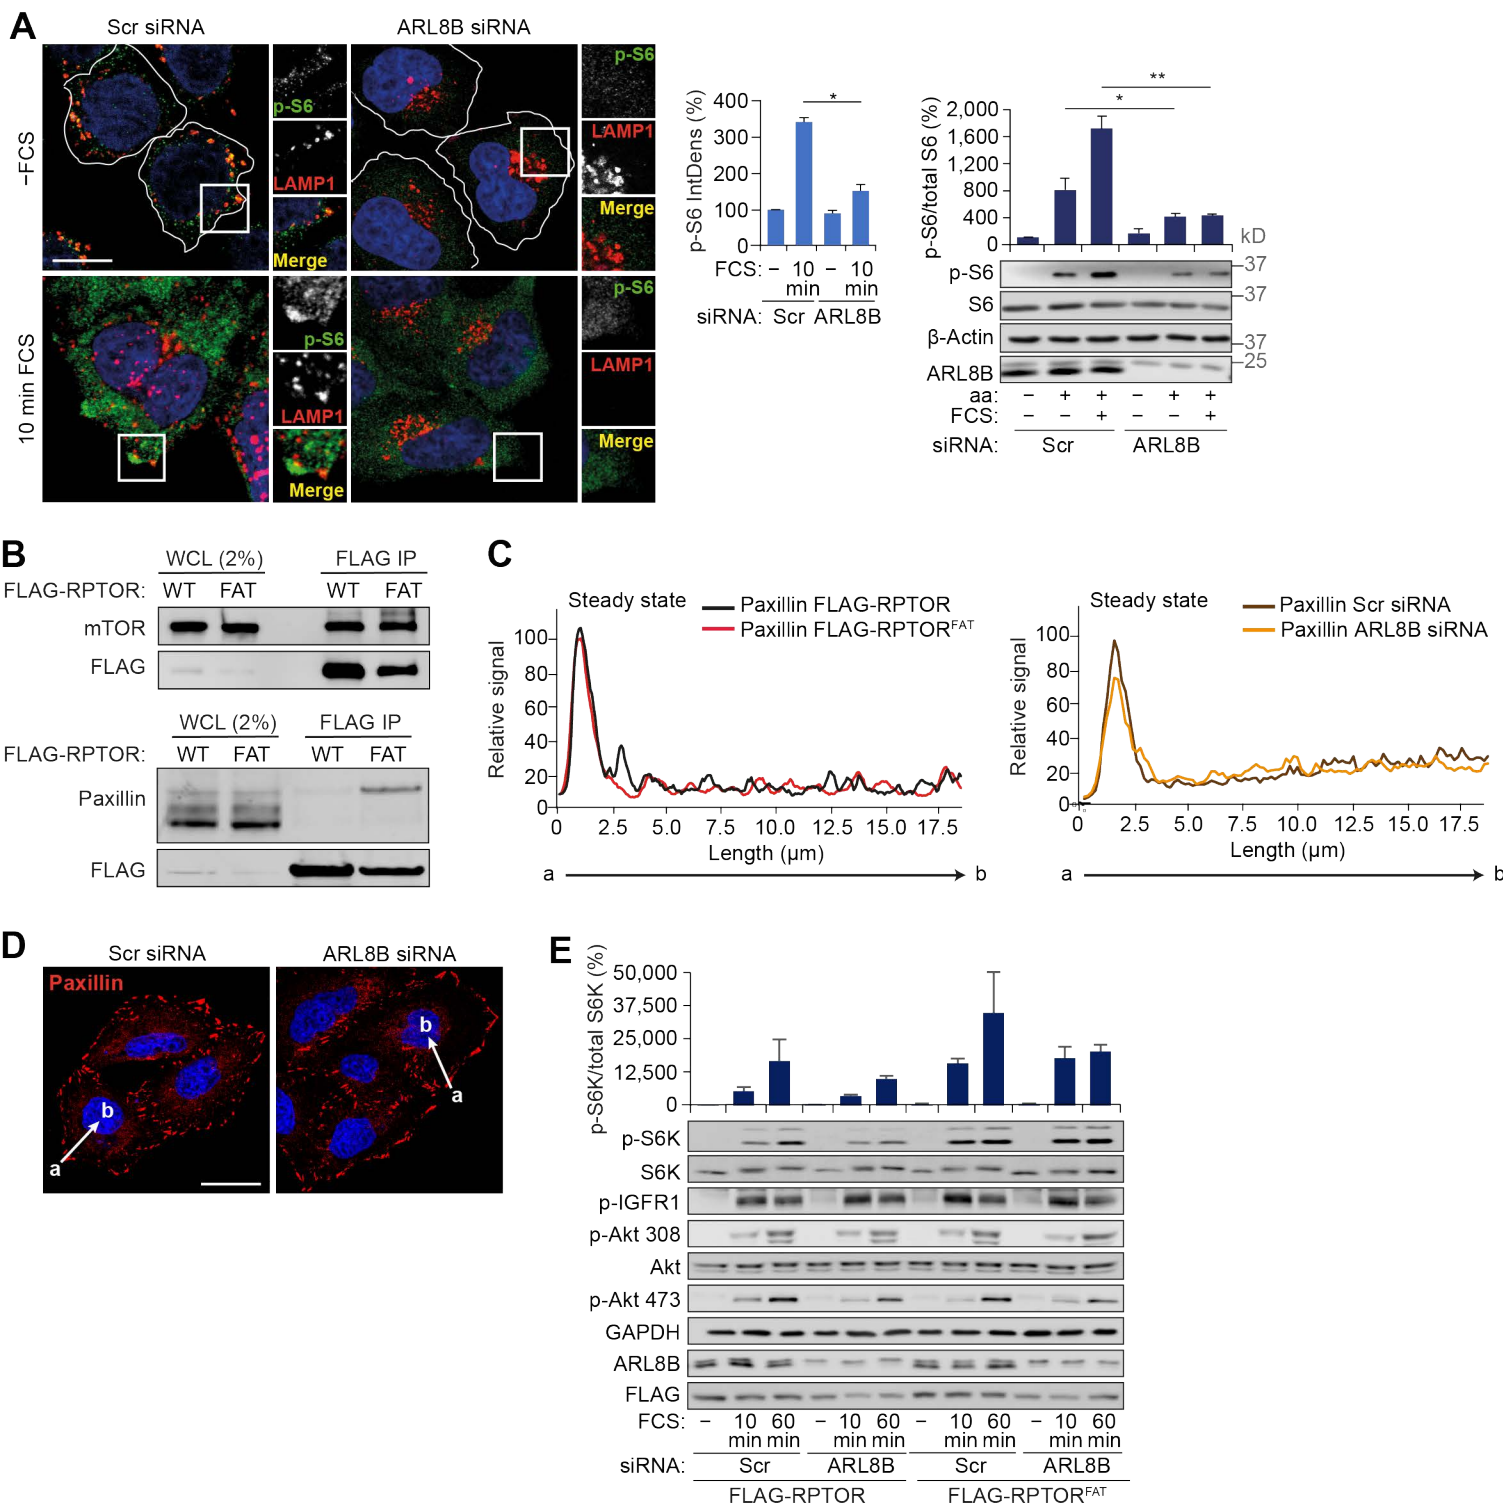 A
Scr siRNA
ARL8B siRNA
–FCS
p-S6
LAMP1
Merge
p-S6
LAMP1
Merge
10 min FCS
p-S6
LAMP1
Merge
p-S6
LAMP1
Merge
p-S6 IntDens (%)
400
300
200
100
0
*
FCS: – 10 min – 10 min
siRNA: Scr ARL8B
p-S6/total S6 (%)
2,000
1,600
1,200
800
400
0
*
**
kD
p-S6
37
S6
37
β-Actin
37
ARL8B
25
aa: – + + – + +
FCS: – – + – – +
siRNA: Scr ARL8B
B
WCL (2%) FLAG IP
FLAG-RPTOR: WT FAT WT FAT
mTOR
FLAG
WCL (2%) FLAG IP
FLAG-RPTOR: WT FAT WT FAT
Paxillin
FLAG
C
Steady state
Paxillin FLAG-RPTOR
Paxillin FLAG-RPTORFAT
Relative signal
100
80
60
40
20
0
0 2.5 5.0 7.5 10.0 12.5 15.0 17.5
Length (µm)
a b
Steady state
Paxillin Scr siRNA
Paxillin ARL8B siRNA
Relative signal
100
80
60
40
20
0
0 2.5 5.0 7.5 10.0 12.5 15.0 17.5
Length (µm)
a b
D
Scr siRNA
ARL8B siRNA
Paxillin
b
a
b
a
E
p-S6K/total S6K (%)
50,000
37,500
25,000
12,500
0
p-S6K
S6K
p-IGFR1
p-Akt 308
Akt
p-Akt 473
GAPDH
ARL8B
FLAG
FCS: – 10 60 – 10 60 – 10 60 – 10 60
min min min min min min min min
siRNA: Scr ARL8B Scr ARL8B
FLAG-RPTOR FLAG-RPTORFAT